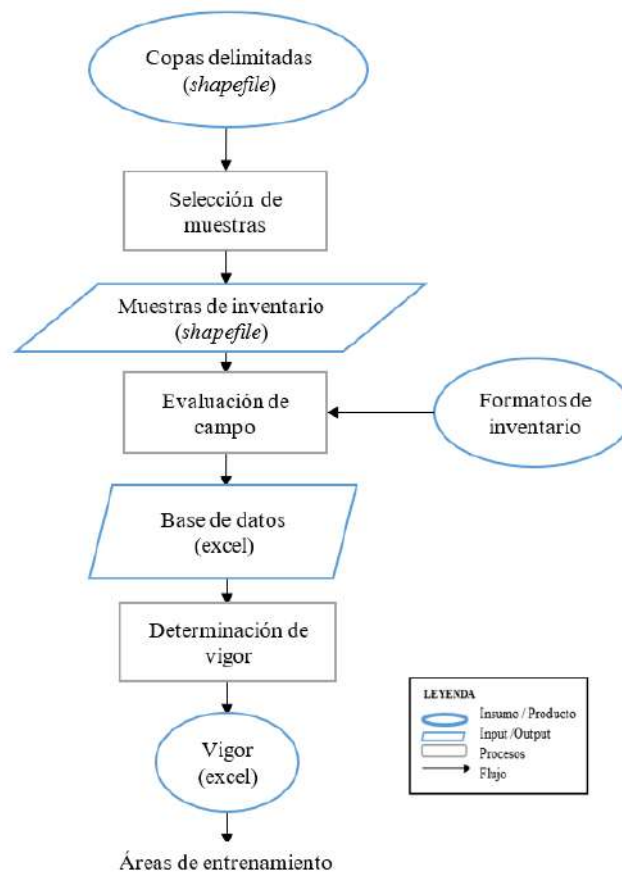 Copas delimitadas
(shapefile)
Selección de
muestras
Muestras de inventario
(shapefile)
Evaluación de
campo
Formatos de
inventario
Base de datos
(excel)
Determinación de
vigor
Vigor
(excel)
Áreas de entrenamiento
LEYENDA
Insumo / Producto
Input /Output
Procesos
Flujo